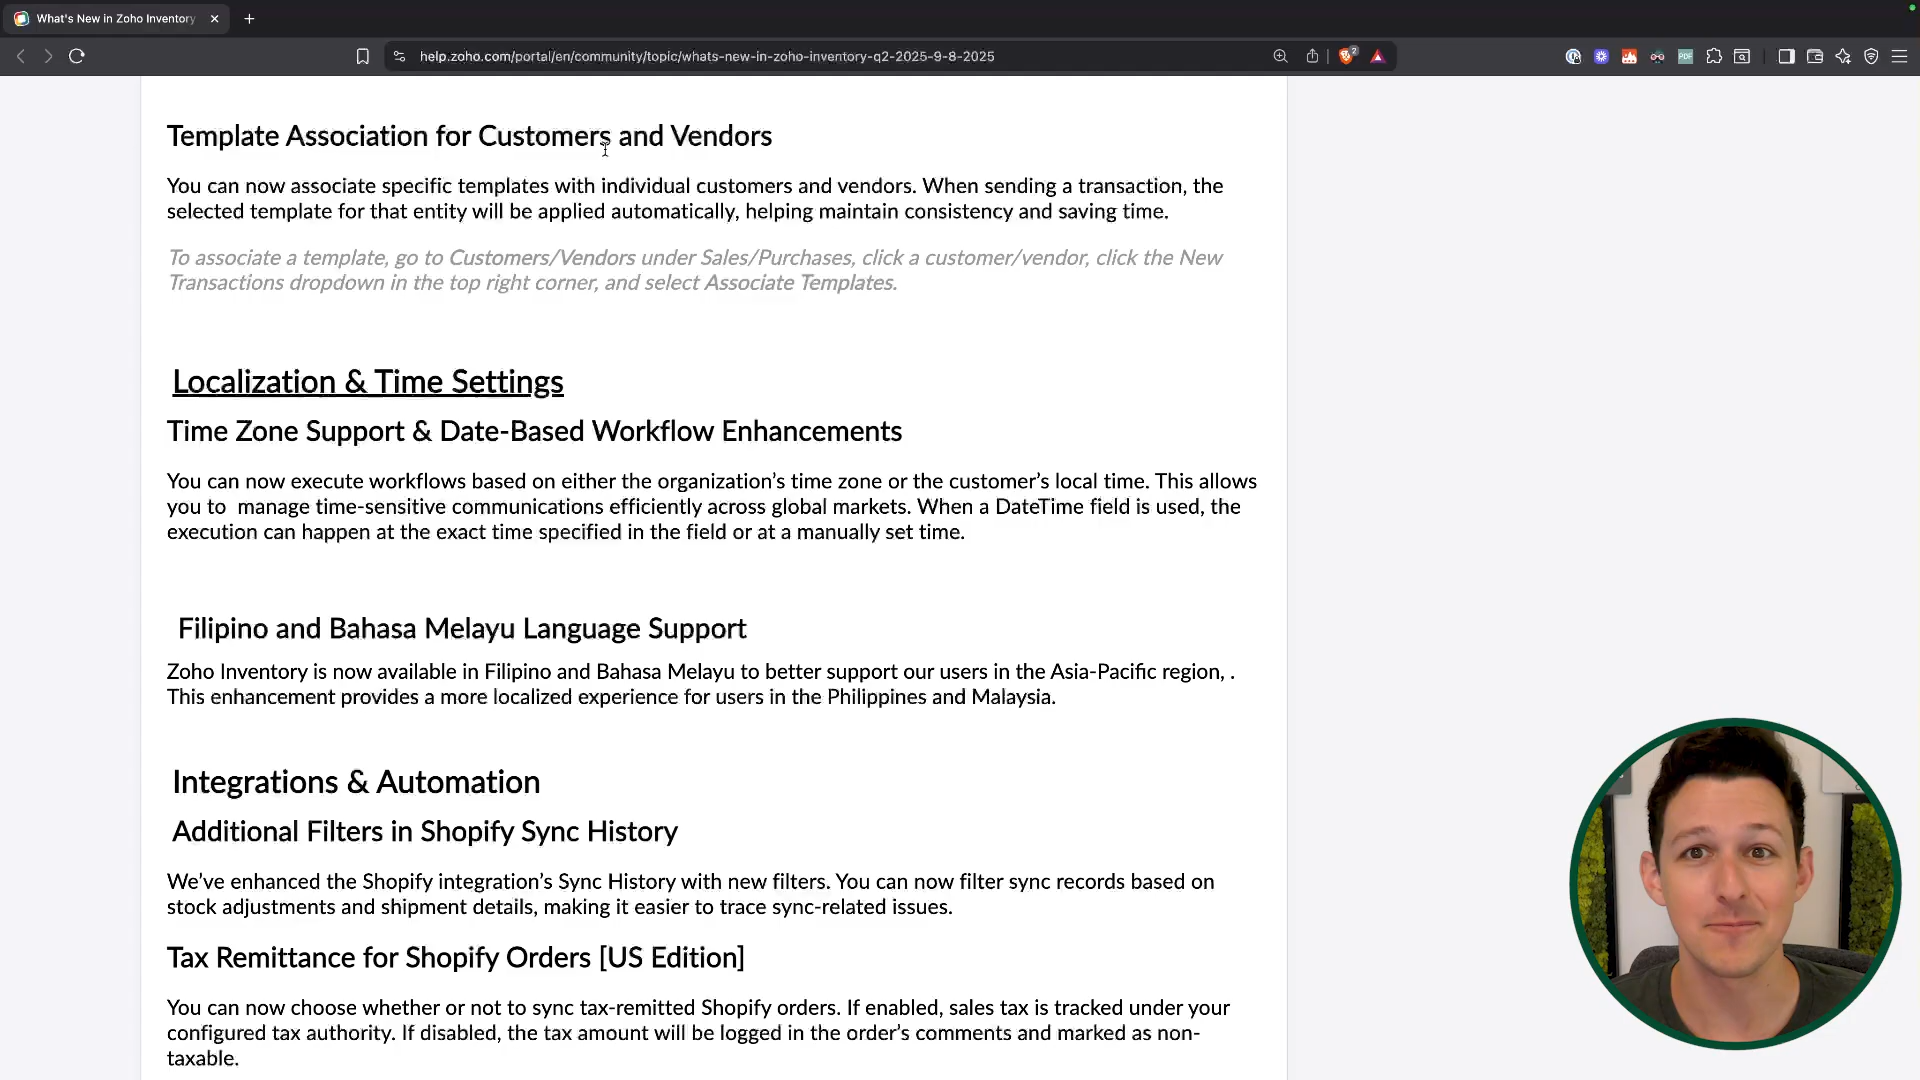 What's New in Zoho Inventory
help.zoho.com/portal/en/community/topic/whats-new-in-zoho-inventory-q2-2025-9-8-2025
2
PDF
Template Association for Customers and Vendors
You can now associate specific templates with individual customers and vendors. When sending a transaction, the
selected template for that entity will be applied automatically, helping maintain consistency and saving time.
To associate a template, go to Customers/Vendors under Sales/Purchases, click a customer/vendor, click the New
Transactions dropdown in the top right corner, and select Associate Templates.
Localization & Time Settings
Time Zone Support & Date-Based Workflow Enhancements
You can now execute workflows based on either the organization’s time zone or the customer’s local time. This allows
you to  manage time-sensitive communications efficiently across global markets. When a DateTime field is used, the
execution can happen at the exact time specified in the field or at a manually set time.
Filipino and Bahasa Melayu Language Support
Zoho Inventory is now available in Filipino and Bahasa Melayu to better support our users in the Asia-Pacific region, .
This enhancement provides a more localized experience for users in the Philippines and Malaysia.
Integrations & Automation
Additional Filters in Shopify Sync History
We’ve enhanced the Shopify integration’s Sync History with new filters. You can now filter sync records based on
stock adjustments and shipment details, making it easier to trace sync-related issues.
Tax Remittance for Shopify Orders [US Edition]
You can now choose whether or not to sync tax-remitted Shopify orders. If enabled, sales tax is tracked under your
configured tax authority. If disabled, the tax amount will be logged in the order’s comments and marked as non-
taxable.